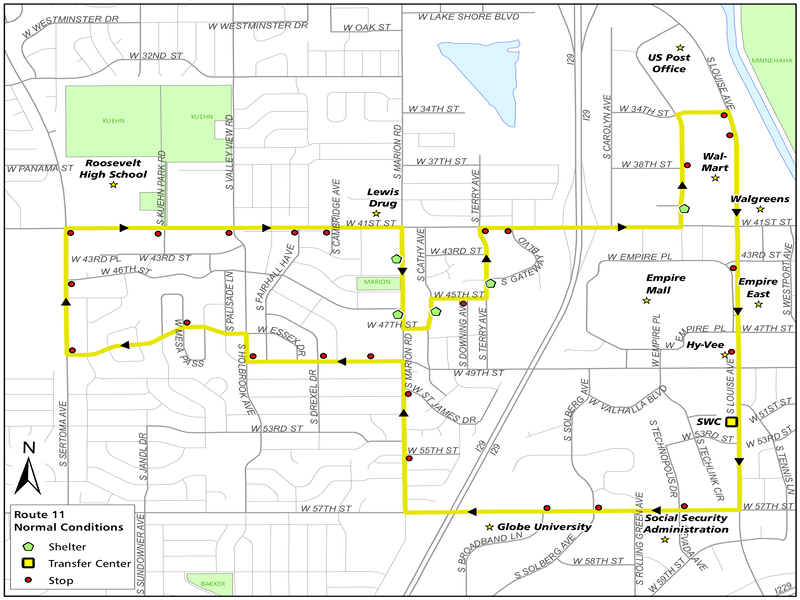 W WESTMINSTER DR
W WESTMINSTER DR
W OAK ST
W LAKE SHORE BLVD
W 32ND ST
I29
I29
US Post
Office
S LOUISE AVE
MINNEHAHA
KUEHN
KUEHN
S VALLEY VIEW RD
S MARION RD
W 34TH ST
S CAROLYN AVE
W 34TH ST
W PANAMA ST
Roosevelt
High School
S KUEHN PARK RD
W 37TH ST
W 38TH ST
Wal-
Mart
Lewis
Drug
S CAMBRIDGE AVE
S TERRY AVE
Walgreens
W 41ST ST
W 43RD PL
W 43RD ST
W 46TH ST
S FAIRHALL HAVE
S CATHY AVE
W 43RD ST
S GATEWAY BLVD
W EMPIRE PL
43RD ST
S WESTPORT AVE
MARION
W 45TH ST
Empire
Mall
Empire
East
S PALISADE LN
W 47TH ST
S DOWNING AVE
S TERRY AVE
W EMPIRE PL
W EMPIRE PL
W 47TH ST
W MESA PASS
W ESSEX DR
S MARION RD
Hy-Vee
S HOLBROOK AVE
S DREXEL DR
W 49TH ST
W ST JAMES DR
S SOLBERG AVE
W VALHALLA BLVD
S LOUISE AVE
SWC
W 51ST ST
S SERTOMA AVE
S JANDL DR
W 53RD ST
W 53RD ST
W 53RD ST
N
W 55TH ST
I29
I29
S TECHNOPOLIS DR
S TECHLINK CIR
S TENNIS LN
W 57TH ST
W 57TH ST
Route 11
Normal Conditions
Shelter
Transfer Center
Stop
S SUNDOWNER AVE
BAKKER
Globe University
Social Security
Administration
S BROADBAND LN
S SOLBERG AVE
W 58TH ST
S ROLLING GREEN AVE
W 59TH ST
I229